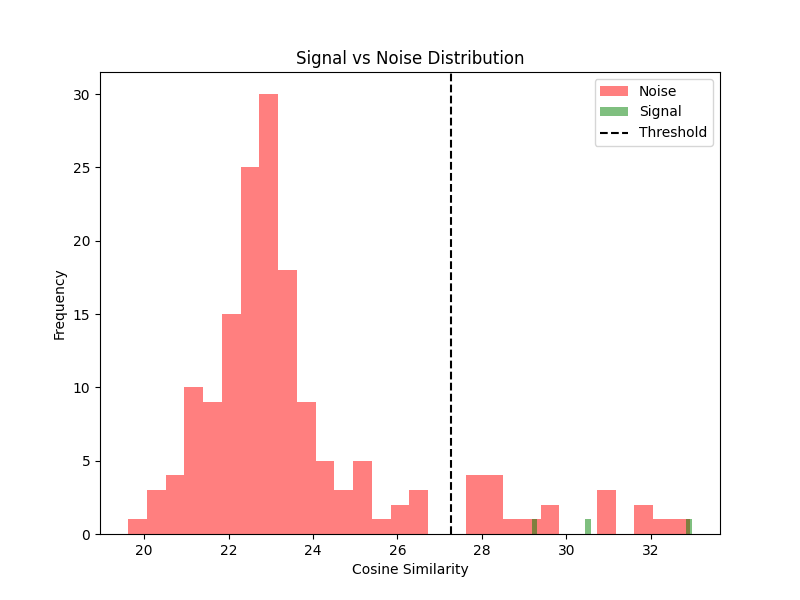 Signal vs Noise Distribution
Noise
Signal
Threshold
30
25
20
15
10
5
0
Frequency
20 22 24 26 28 30 32
Cosine Similarity